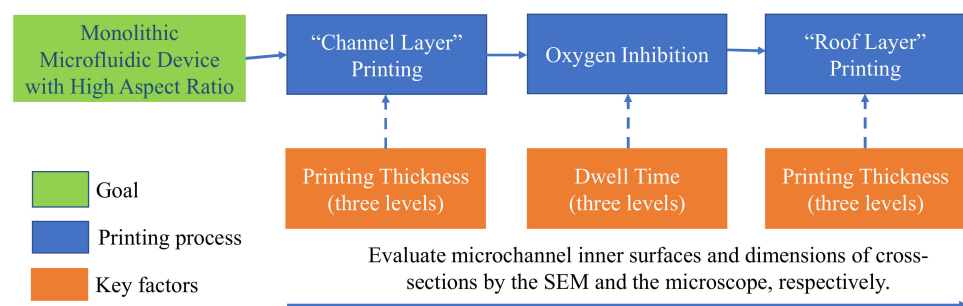 Monolithic
Microfluidic Device
with High Aspect Ratio
“Channel Layer”
Printing
Oxygen Inhibition
“Roof Layer”
Printing
Printing Thickness
(three levels)
Dwell Time
(three levels)
Printing Thickness
(three levels)
Goal
Printing process
Key factors
Evaluate microchannel inner surfaces and dimensions of cross-
sections by the SEM and the microscope, respectively.